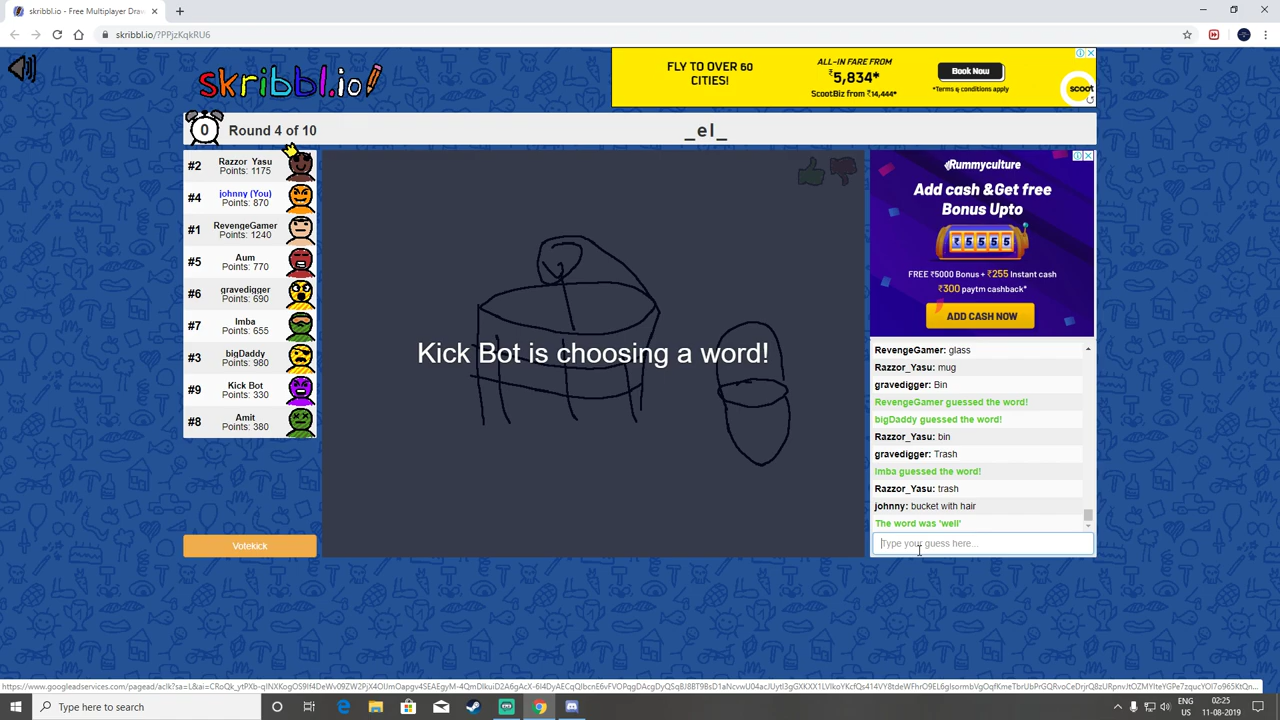 skribbl.io - Free Multiplayer Draw
skribbl.io/?PPjzKqkRU6
skribbl.io
FLY TO OVER 60
CITIES!
ALL-IN FARE FROM
₹5,834*
ScootBiz from ₹14,444*
Book Now
*Terms & conditions apply
scoot
0
Round 4 of 10
_el_
#2
Razzor_Yasu
Points: 1175
#4
johnny (You)
Points: 870
#1
RevengeGamer
Points: 1240
#5
Aum
Points: 770
#6
gravedigger
Points: 690
#7
Imba
Points: 655
#3
bigDaddy
Points: 980
#9
Kick Bot
Points: 330
#8
Amit
Points: 380
Votekick
Kick Bot is choosing a word!
Rummyculture
Add cash &Get free
Bonus Upto
₹ 5 5 5 5
FREE ₹5000 Bonus + ₹255 Instant cash
₹300 paytm cashback*
ADD CASH NOW
RevengeGamer: glass
Razzor_Yasu: mug
gravedigger: Bin
RevengeGamer guessed the word!
bigDaddy guessed the word!
Razzor_Yasu: bin
gravedigger: Trash
Imba guessed the word!
Razzor_Yasu: trash
johnny: bucket with hair
The word was 'well'
Type your guess here...
Type here to search
ENG
US
02:25
11-08-2019